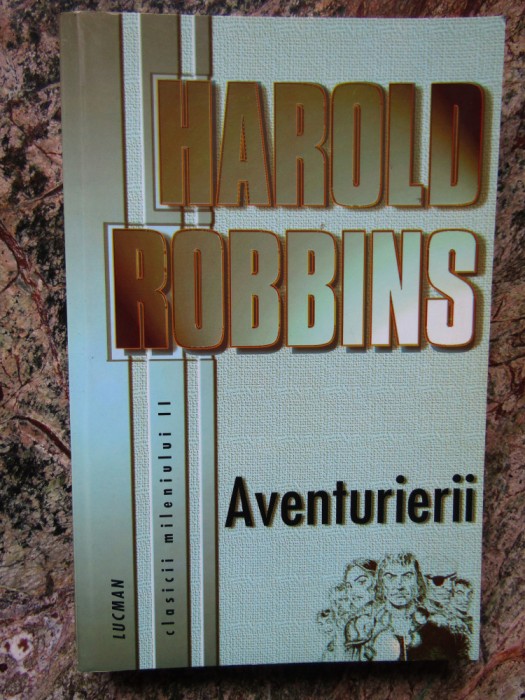 HAROLD
ROBBINS
Aventurierii
clasicii mileniului II
LUCMAN